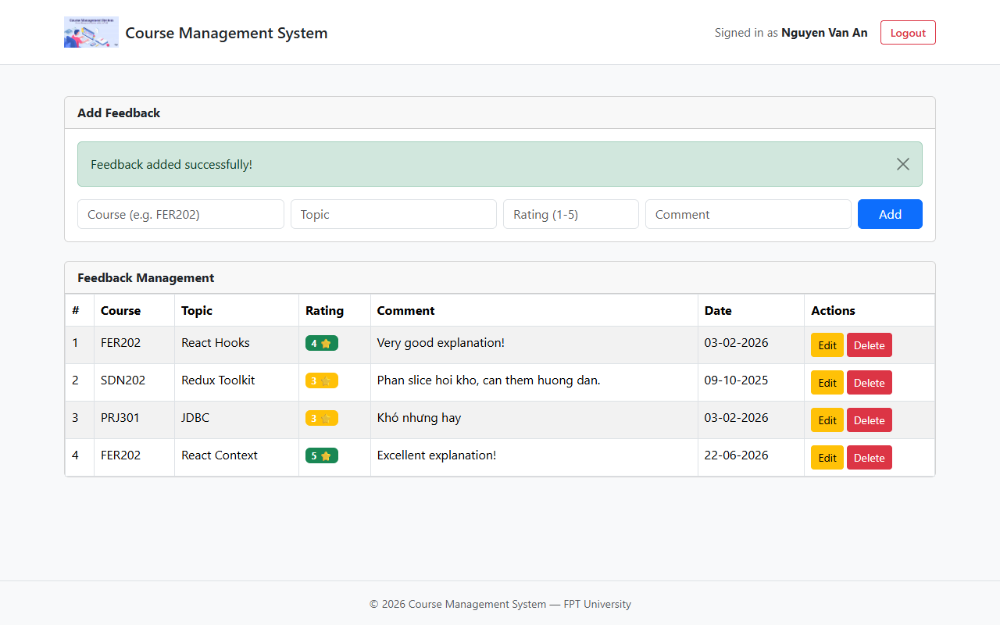 Course Management System
Course Management System
Signed in as Nguyen Van An
Logout
Add Feedback
Feedback added successfully!
Course (e.g. FER202)
Topic
Rating (1-5)
Comment
Add
Feedback Management
# Course Topic Rating Comment Date Actions
1 FER202 React Hooks 4 Very good explanation! 03-02-2026 Edit Delete
2 SDN202 Redux Toolkit 3 Phan slice hoi kho, can them huong dan. 09-10-2025 Edit Delete
3 PRJ301 JDBC 3 Khó nhưng hay 03-02-2026 Edit Delete
4 FER202 React Context 5 Excellent explanation! 22-06-2026 Edit Delete
© 2026 Course Management System — FPT University